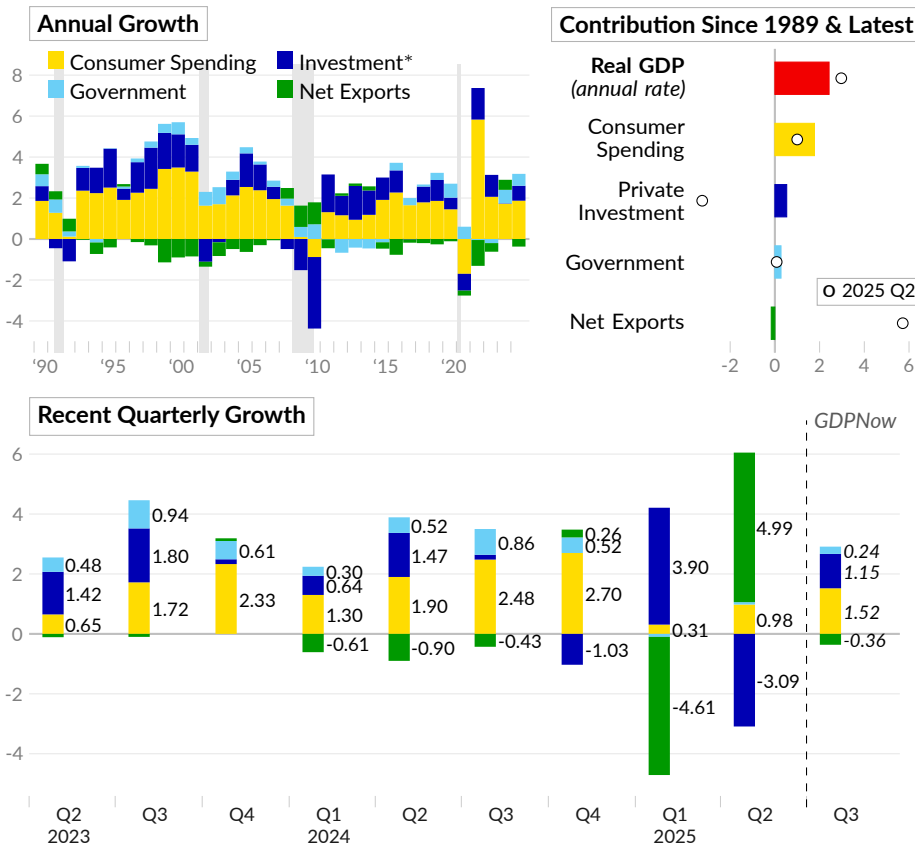 Annual Growth
Consumer Spending
Investment*
Government
Net Exports
8
6
4
2
0
-2
-4
‘90
‘95
‘00
‘05
‘10
‘15
‘20
Contribution Since 1989 & Latest
Real GDP
(annual rate)
Consumer
Spending
Private
Investment
Government
Net Exports
2025 Q2
-2
0
2
4
6
Recent Quarterly Growth
GDPNow
6
4
2
0
-2
-4
0.48
1.42
0.65
0.94
1.80
1.72
0.61
2.33
0.30
0.64
1.30
-0.61
0.52
1.47
1.90
-0.90
0.86
2.48
-0.43
0.26
0.52
2.70
-1.03
3.90
0.31
-4.61
4.99
0.98
-3.09
0.24
1.15
1.52
-0.36
Q2
2023
Q3
Q4
Q1
2024
Q2
Q3
Q4
Q1
2025
Q2
Q3